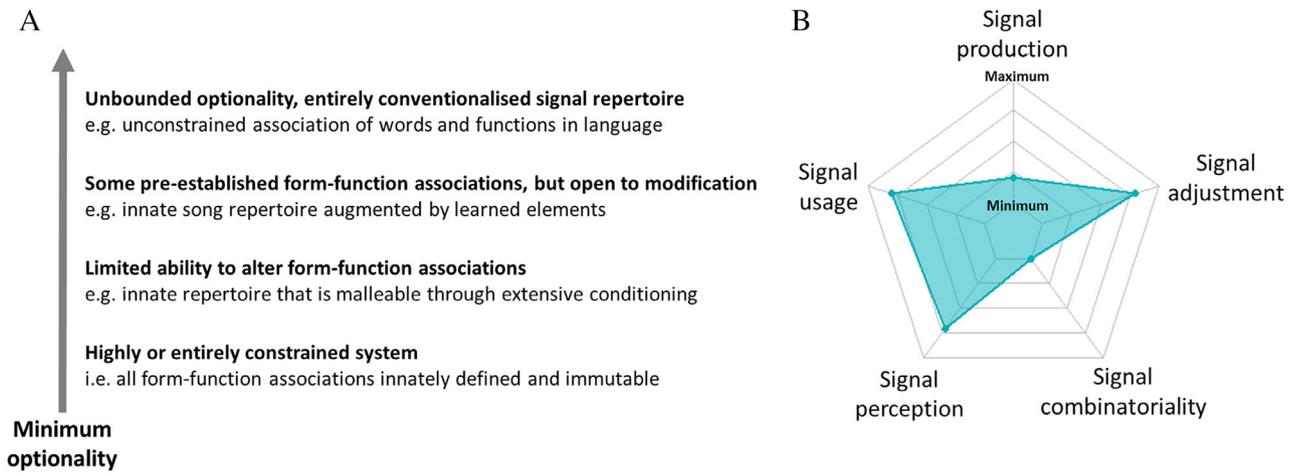 A
Unbounded optionality, entirely conventionalised signal repertoire
e.g. unconstrained association of words and functions in language
Some pre-established form-function associations, but open to modification
e.g. innate song repertoire augmented by learned elements
Limited ability to alter form-function associations
e.g. innate repertoire that is malleable through extensive conditioning
Highly or entirely constrained system
i.e. all form-function associations innately defined and immutable
Minimum
optionality
B
Signal
production
Maximum
Signal
usage
Signal
adjustment
Minimum
Signal
perception
Signal
combinatoriality